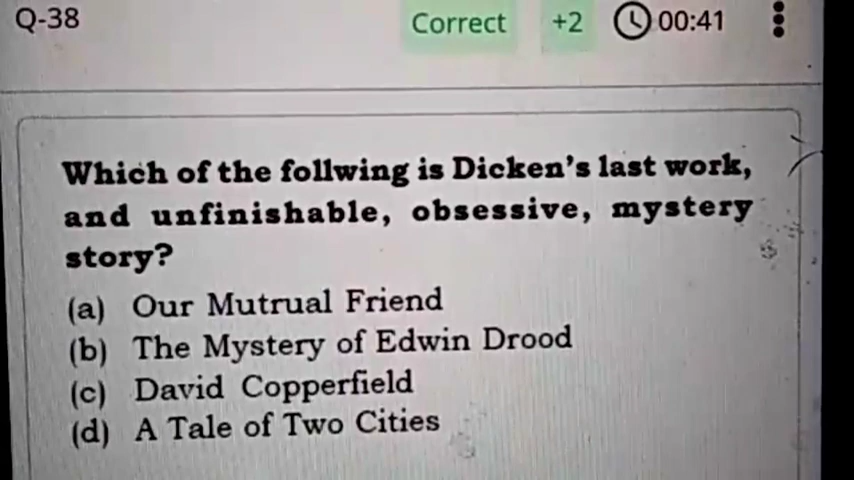 Q-38 Correct +2 00:41
Which of the follwing is Dicken's last work,
and unfinishable, obsessive, mystery
story?
(a) Our Mutrual Friend
(b) The Mystery of Edwin Drood
(c) David Copperfield
(d) A Tale of Two Cities